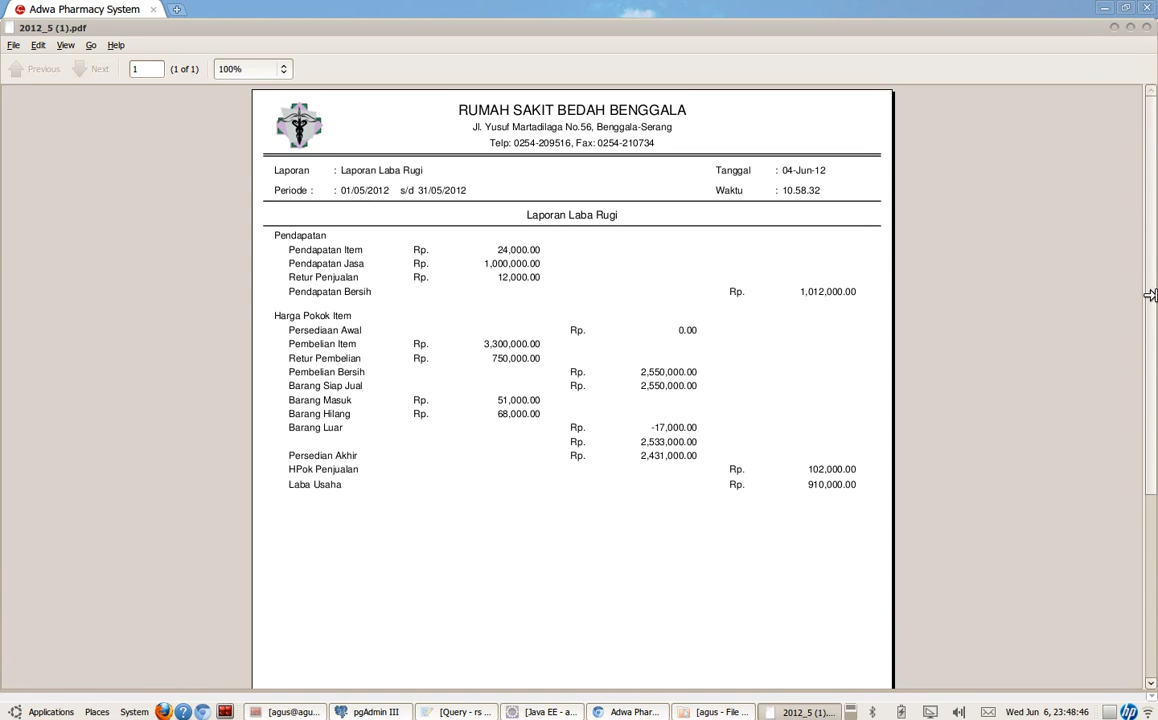 Adwa Pharmacy System
2012_5 (1).pdf
File Edit View Go Help
Previous Next 1 (1 of 1) 100%
RUMAH SAKIT BEDAH BENGGALA
Jl. Yusuf Martadilaga No.56, Benggala-Serang
Telp: 0254-209516, Fax: 0254-210734
Laporan : Laporan Laba Rugi Tanggal : 04-Jun-12
Periode : : 01/05/2012 s/d 31/05/2012 Waktu : 10.58.32
Laporan Laba Rugi
Pendapatan
Pendapatan Item Rp. 24,000.00
Pendapatan Jasa Rp. 1,000,000.00
Retur Penjualan Rp. 12,000.00
Pendapatan Bersih Rp. 1,012,000.00
Harga Pokok Item
Persediaan Awal Rp. 0.00
Pembelian Item Rp. 3,300,000.00
Retur Pembelian Rp. 750,000.00
Pembelian Bersih Rp. 2,550,000.00
Barang Siap Jual Rp. 2,550,000.00
Barang Masuk Rp. 51,000.00
Barang Hilang Rp. 68,000.00
Barang Luar Rp. -17,000.00
Rp. 2,533,000.00
Persedian Akhir Rp. 2,431,000.00
HPok Penjualan Rp. 102,000.00
Laba Usaha Rp. 910,000.00
Applications Places System [agus@agu... pgAdmin III [Query - rs ... [Java EE - a... Adwa Phar... [agus - File ... 2012_5 (1).... Wed Jun 6, 23:48:46